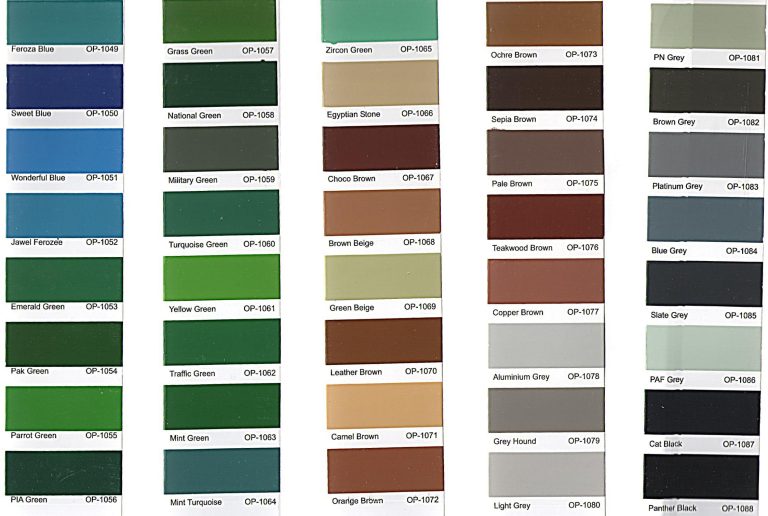 Feroza Blue OP-1049
Sweet Blue OP-1050
Wonderful Blue OP-1051
Jawel Ferozee OP-1052
Emerald Green OP-1053
Pak Green OP-1054
Parrot Green OP-1055
PIA Green OP-1056
Grass Green OP-1057
National Green OP-1058
Military Green OP-1059
Turquoise Green OP-1060
Yellow Green OP-1061
Traffic Green OP-1062
Mint Green OP-1063
Mint Turquoise OP-1064
Zircon Green OP-1065
Egyptian Stone OP-1066
Choco Brown OP-1067
Brown Beige OP-1068
Green Beige OP-1069
Leather Brown OP-1070
Camel Brown OP-1071
Orange Brown OP-1072
Ochre Brown OP-1073
Sepia Brown OP-1074
Pale Brown OP-1075
Teakwood Brown OP-1076
Copper Brown OP-1077
Aluminium Grey OP-1078
Grey Hound OP-1079
Light Grey OP-1080
PN Grey OP-1081
Brown Grey OP-1082
Platinum Grey OP-1083
Blue Grey OP-1084
Slate Grey OP-1085
PAF Grey OP-1086
Cat Black OP-1087
Panther Black OP-1088